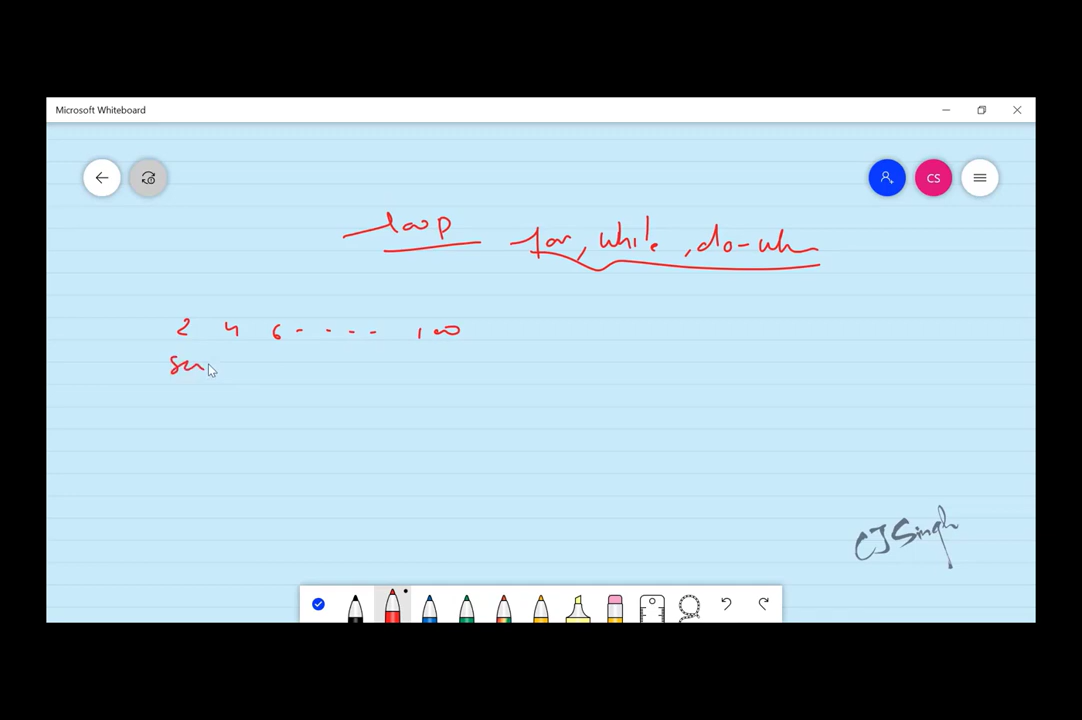 Microsoft Whiteboard
CS
loop for, while, do-wh
2 4 6 - - - - 100
CJSingh